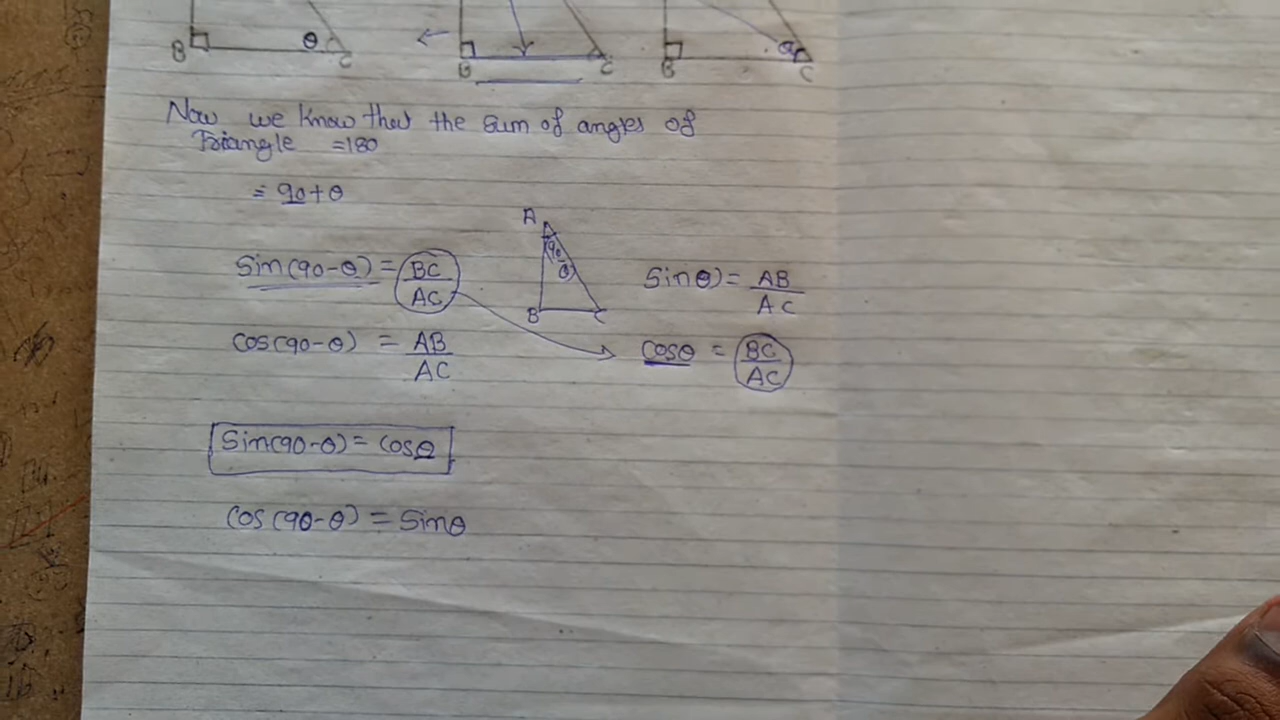 B θ C B C B C
Now we know that the sum of angles of
Triangle =180
= 90+θ
A
Sin(90-θ) = BC/AC 90-θ Sinθ) = AB/AC
B C
cos(90-θ) = AB/AC cosθ = BC/AC
Sin(90-θ) = cosθ
cos(90-θ) = Sinθ